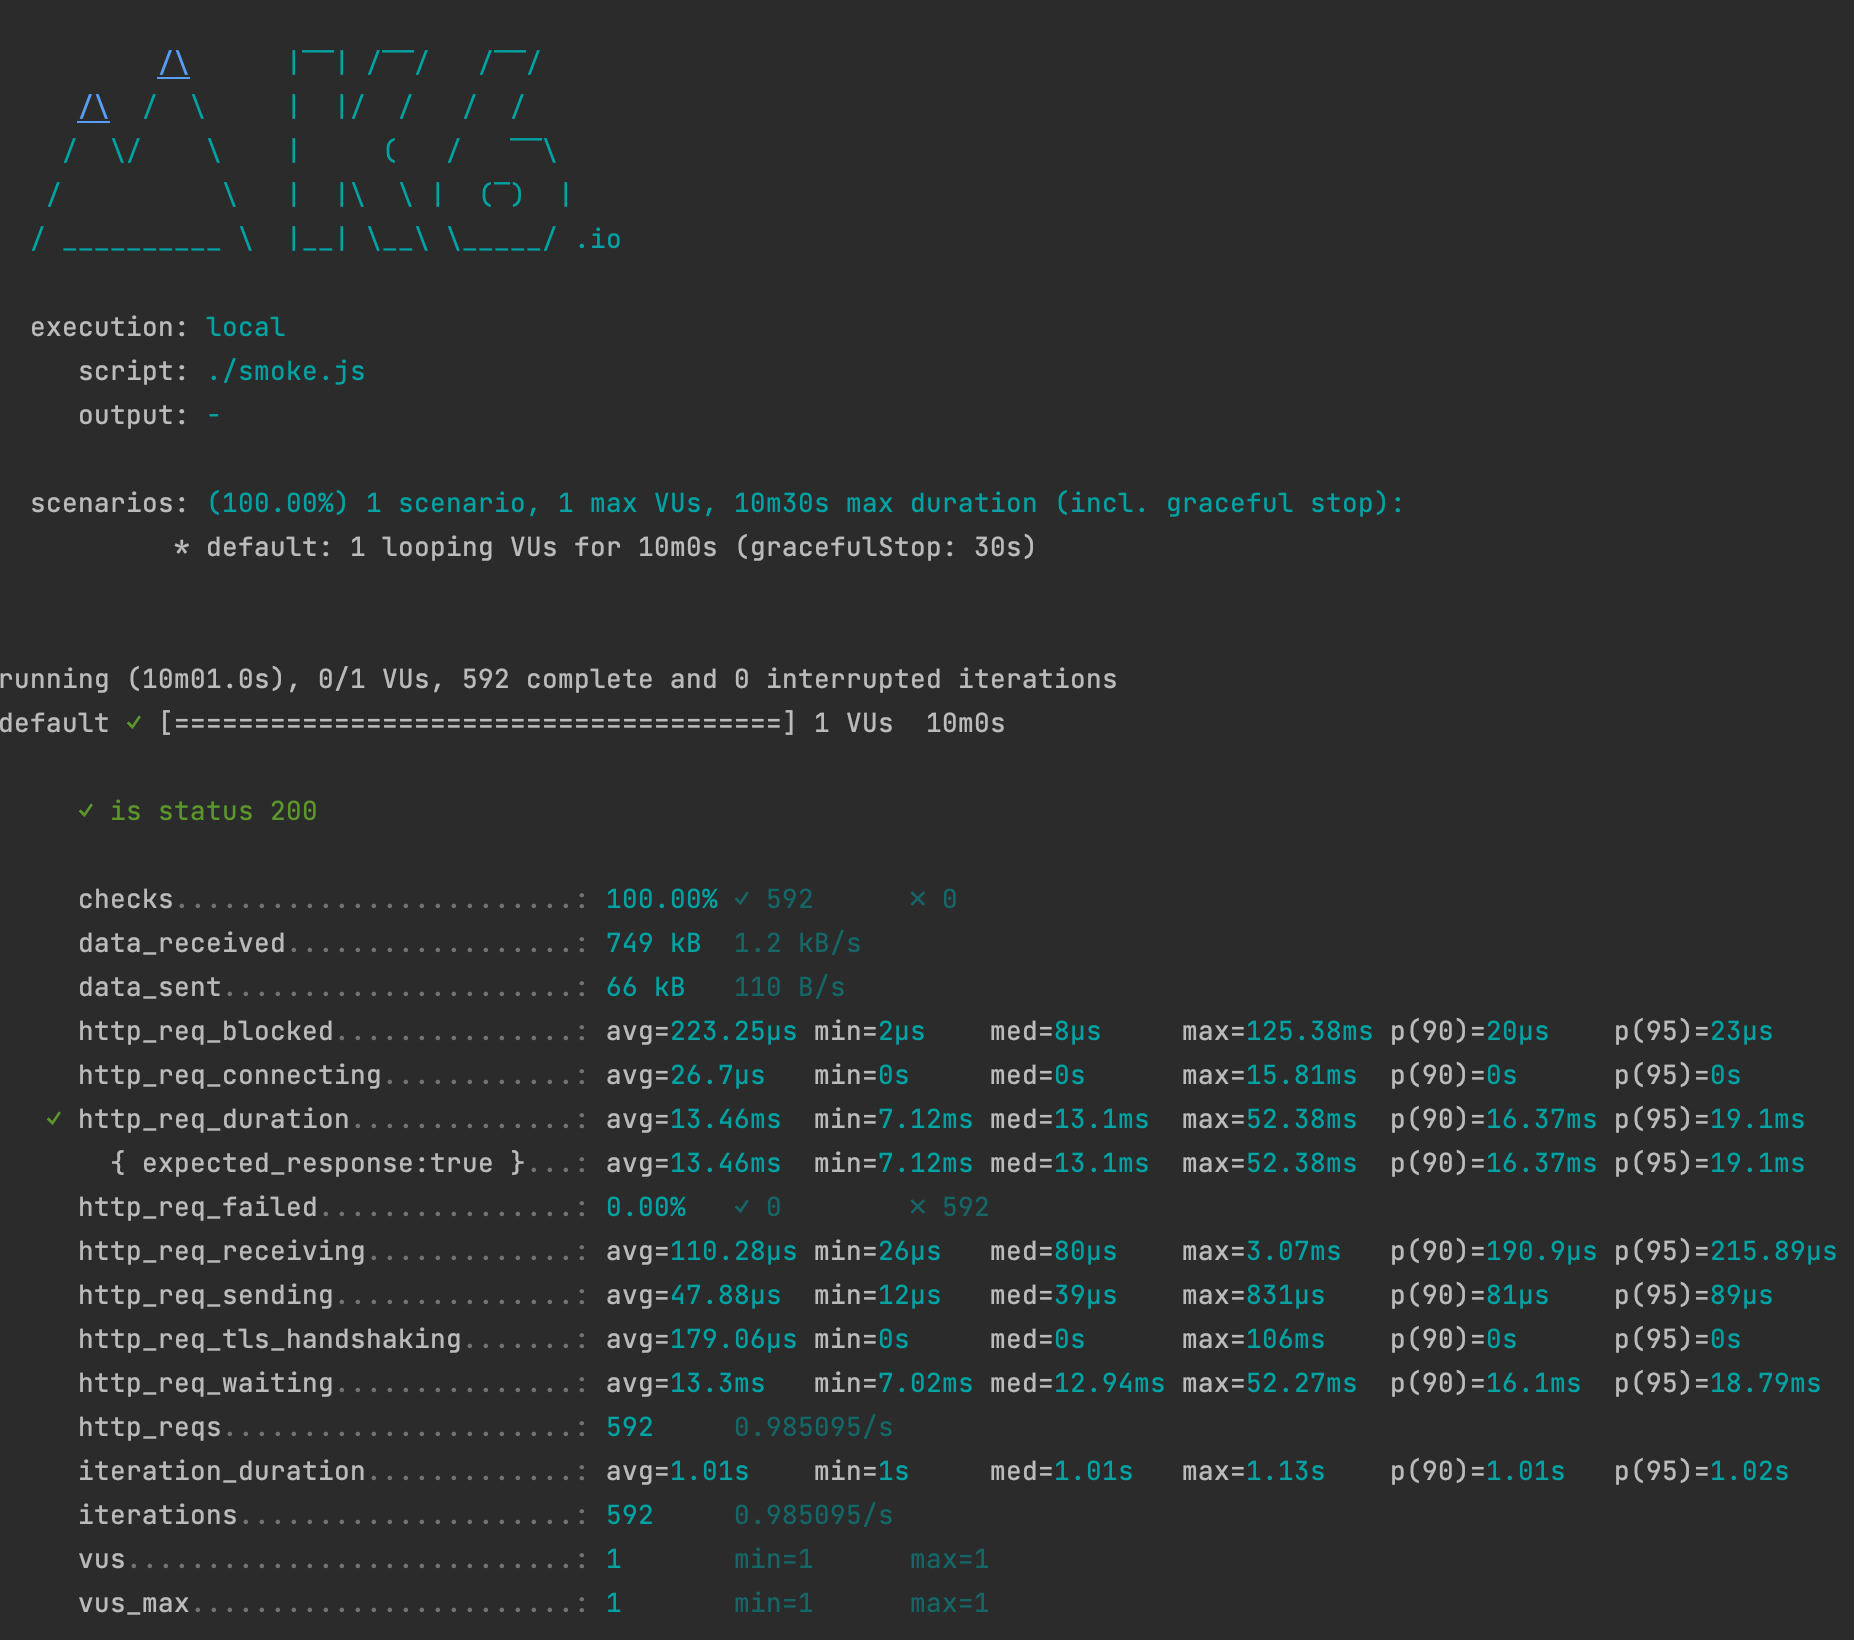 /\      |‾‾| /‾‾/   /‾‾/
    /\  /  \     |  |/  /   /  /
   /  \/    \    |     (   /   ‾‾\
  /          \   |  |\  \ |  (‾)  |
 / __________ \  |__| \__\ \_____/ .io
execution: local
script: ./smoke.js
output: -
scenarios: (100.00%) 1 scenario, 1 max VUs, 10m30s max duration (incl. graceful stop):
* default: 1 looping VUs for 10m0s (gracefulStop: 30s)
running (10m01.0s), 0/1 VUs, 592 complete and 0 interrupted iterations
default ✓ [======================================] 1 VUs  10m0s
✓ is status 200
checks.........................: 100.00% ✓ 592      ✗ 0
data_received..................: 749 kB  1.2 kB/s
data_sent......................: 66 kB   110 B/s
http_req_blocked...............: avg=223.25µs min=2µs    med=8µs     max=125.38ms p(90)=20µs    p(95)=23µs
http_req_connecting............: avg=26.7µs   min=0s     med=0s      max=15.81ms  p(90)=0s      p(95)=0s
✓ http_req_duration..............: avg=13.46ms  min=7.12ms med=13.1ms  max=52.38ms  p(90)=16.37ms p(95)=19.1ms
{ expected_response:true }...: avg=13.46ms  min=7.12ms med=13.1ms  max=52.38ms  p(90)=16.37ms p(95)=19.1ms
http_req_failed................: 0.00%   ✓ 0        ✗ 592
http_req_receiving.............: avg=110.28µs min=26µs   med=80µs    max=3.07ms   p(90)=190.9µs p(95)=215.89µs
http_req_sending...............: avg=47.88µs  min=12µs   med=39µs    max=831µs    p(90)=81µs    p(95)=89µs
http_req_tls_handshaking.......: avg=179.06µs min=0s     med=0s      max=106ms    p(90)=0s      p(95)=0s
http_req_waiting...............: avg=13.3ms   min=7.02ms med=12.94ms max=52.27ms  p(90)=16.1ms  p(95)=18.79ms
http_reqs......................: 592     0.985095/s
iteration_duration.............: avg=1.01s    min=1s     med=1.01s   max=1.13s    p(90)=1.01s   p(95)=1.02s
iterations.....................: 592     0.985095/s
vus............................: 1       min=1      max=1
vus_max........................: 1       min=1      max=1